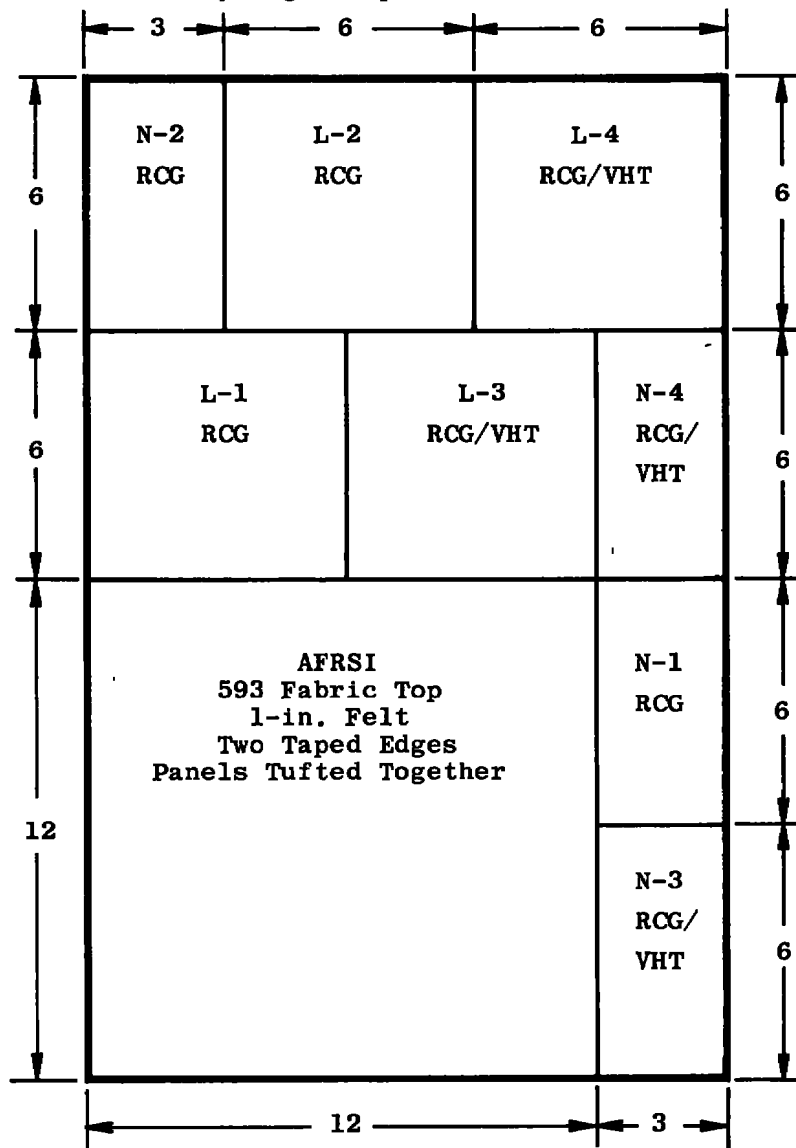 3 6 6
N-2 L-2 L-4
RCG RCG RCG/VHT
6 6
L-1 L-3 N-4
RCG RCG/VHT RCG/
VHT
6 6
AFRSI
593 Fabric Top
1-in. Felt
Two Taped Edges
Panels Tufted Together
N-1
RCG
6
12
N-3
RCG/
VHT
6
12 3